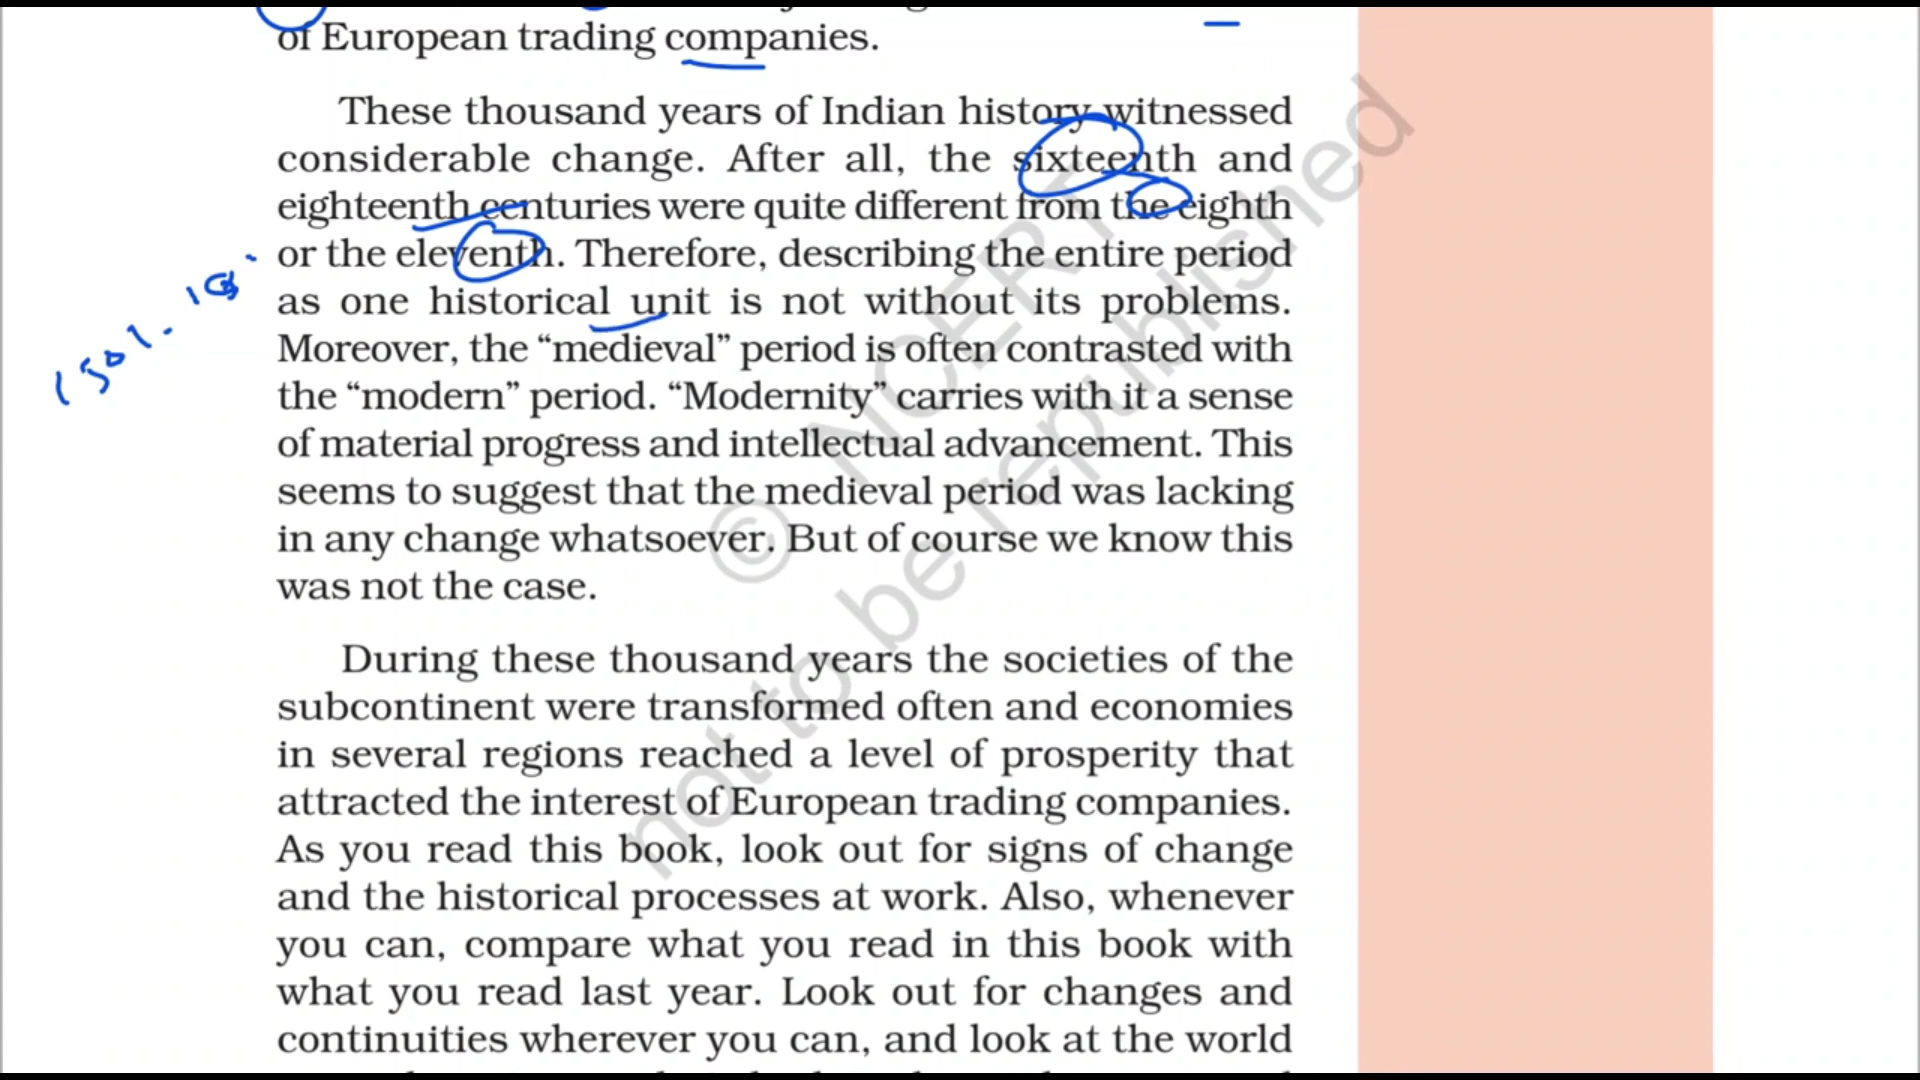 of European trading companies.
These thousand years of Indian history witnessed
considerable change. After all, the sixteenth and
eighteenth centuries were quite different from the eighth
or the eleventh. Therefore, describing the entire period
as one historical unit is not without its problems.
Moreover, the “medieval” period is often contrasted with
the “modern” period. “Modernity” carries with it a sense
of material progress and intellectual advancement. This
seems to suggest that the medieval period was lacking
in any change whatsoever. But of course we know this
was not the case.
During these thousand years the societies of the
subcontinent were transformed often and economies
in several regions reached a level of prosperity that
attracted the interest of European trading companies.
As you read this book, look out for signs of change
and the historical processes at work. Also, whenever
you can, compare what you read in this book with
what you read last year. Look out for changes and
continuities wherever you can, and look at the world
© NCERT
not to be republished